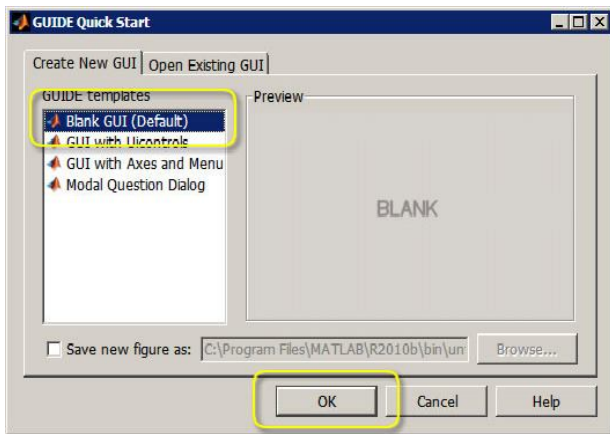 GUIDE Quick Start
Create New GUI
Open Existing GUI
GUIDE templates
Preview
Blank GUI (Default)
GUI with Uicontrols
GUI with Axes and Menu
Modal Question Dialog
BLANK
Save new figure as:
C:\Program Files\MATLAB\R2010b\bin\un
Browse...
OK
Cancel
Help